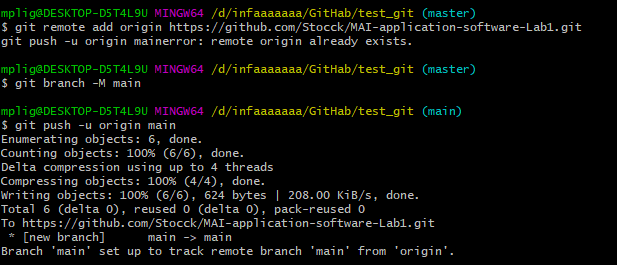 mplig@DESKTOP-D5T4L9U MINGW64 /d/infaaaaaaa/GitHab/test_git (master)
$ git remote add origin https://github.com/Stocck/MAI-application-software-Lab1.git
git push -u origin mainerror: remote origin already exists.
mplig@DESKTOP-D5T4L9U MINGW64 /d/infaaaaaaa/GitHab/test_git (master)
$ git branch -M main
mplig@DESKTOP-D5T4L9U MINGW64 /d/infaaaaaaa/GitHab/test_git (main)
$ git push -u origin main
Enumerating objects: 6, done.
Counting objects: 100% (6/6), done.
Delta compression using up to 4 threads
Compressing objects: 100% (4/4), done.
Writing objects: 100% (6/6), 624 bytes | 208.00 KiB/s, done.
Total 6 (delta 0), reused 0 (delta 0), pack-reused 0
To https://github.com/Stocck/MAI-application-software-Lab1.git
 * [new branch]      main -> main
Branch 'main' set up to track remote branch 'main' from 'origin'.